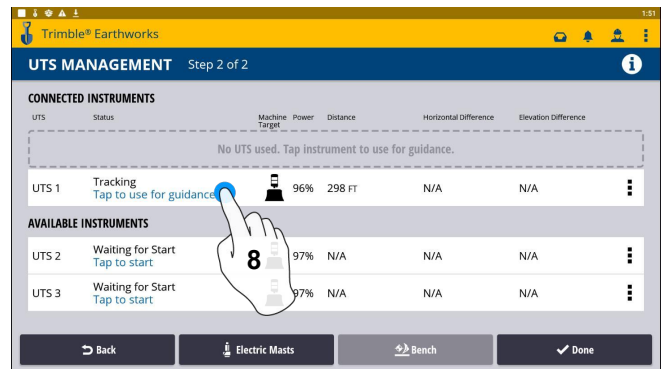 1:51
Trimble® Earthworks
UTS MANAGEMENT Step 2 of 2
CONNECTED INSTRUMENTS
UTS Status Machine Target Power Distance Horizontal Difference Elevation Difference
No UTS used. Tap instrument to use for guidance.
UTS 1 Tracking 96% 298 FT N/A N/A
Tap to use for guidance
AVAILABLE INSTRUMENTS
UTS 2 Waiting for Start 97% N/A N/A N/A
Tap to start
8
UTS 3 Waiting for Start 97% N/A N/A N/A
Tap to start
Back Electric Masts Bench Done